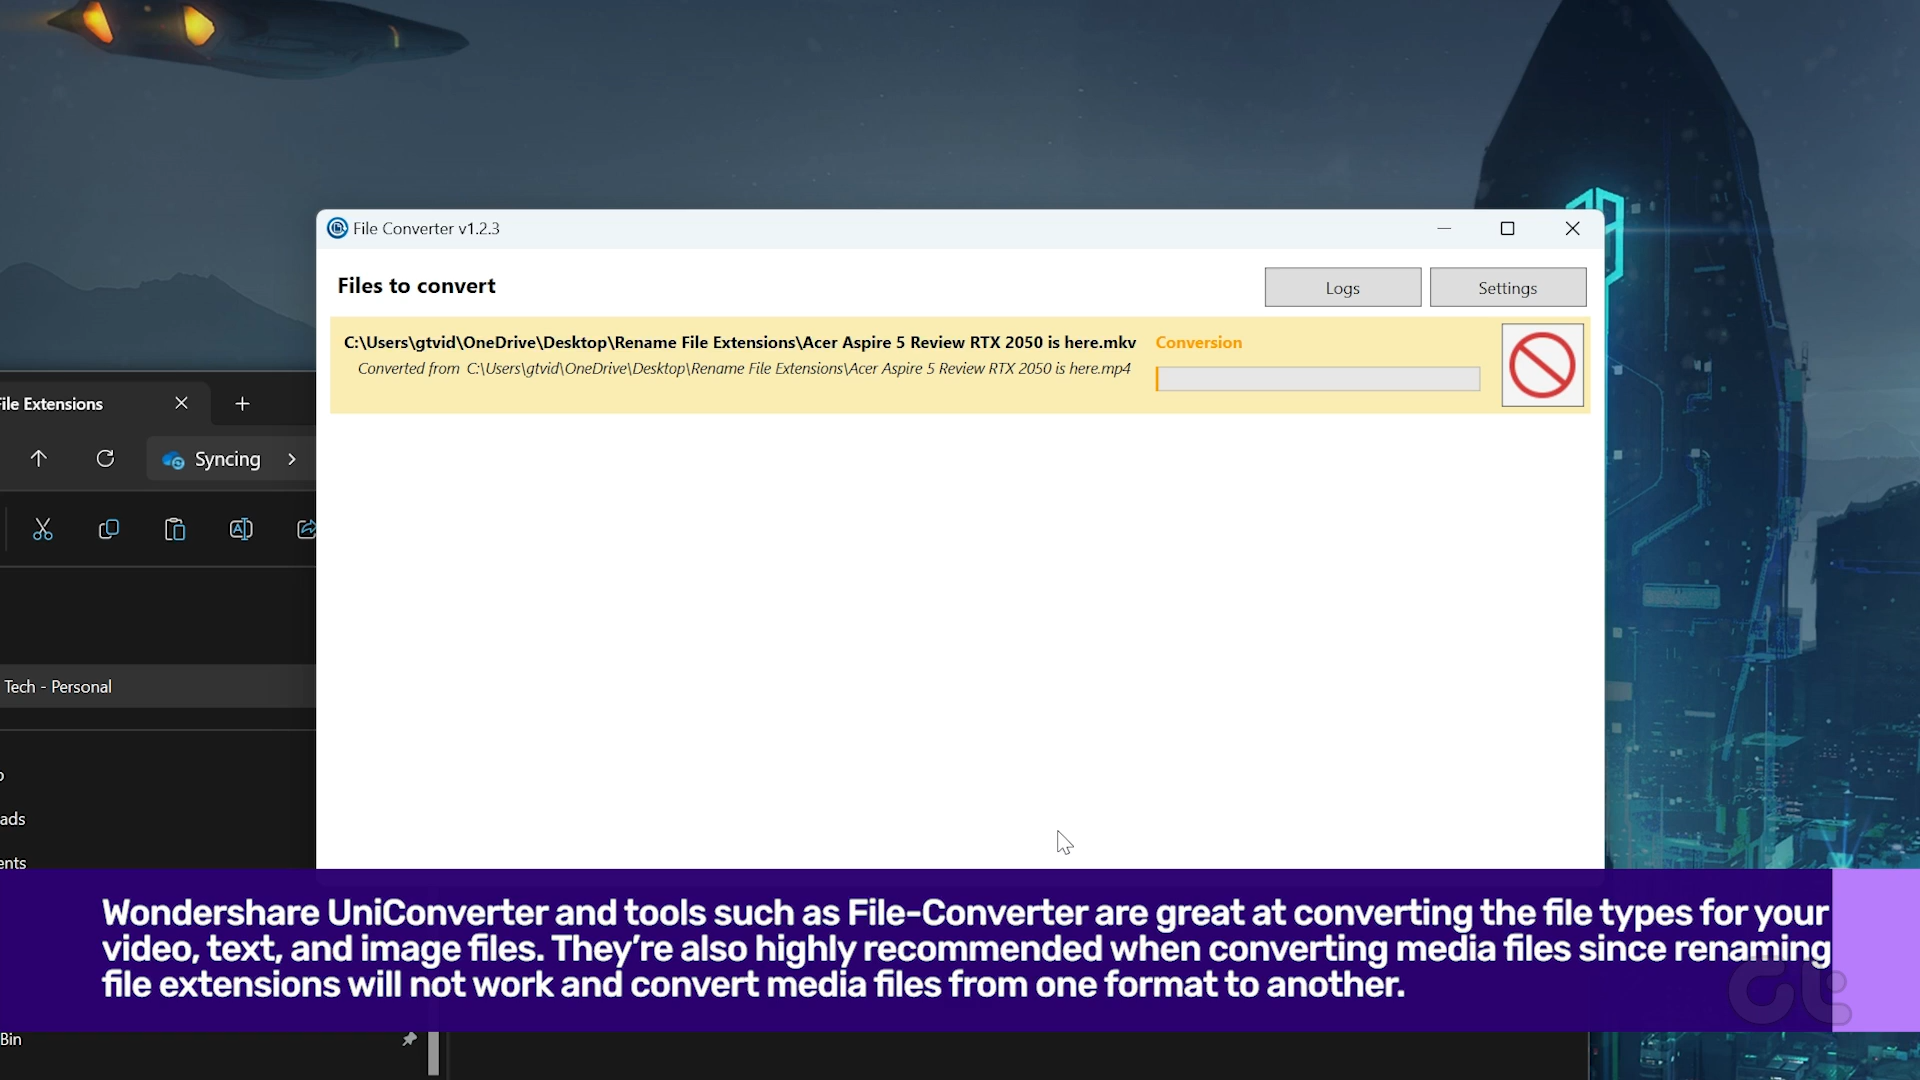 File Converter v1.2.3
Files to convert
Logs
Settings
C:\Users\gtvid\OneDrive\Desktop\Rename File Extensions\Acer Aspire 5 Review RTX 2050 is here.mkv
Conversion
Converted from C:\Users\gtvid\OneDrive\Desktop\Rename File Extensions\Acer Aspire 5 Review RTX 2050 is here.mp4
File Extensions
Syncing
Tech - Personal
ads
ents
Wondershare UniConverter and tools such as File-Converter are great at converting the file types for your
video, text, and image files. They’re also highly recommended when converting media files since renaming
file extensions will not work and convert media files from one format to another.
Bin